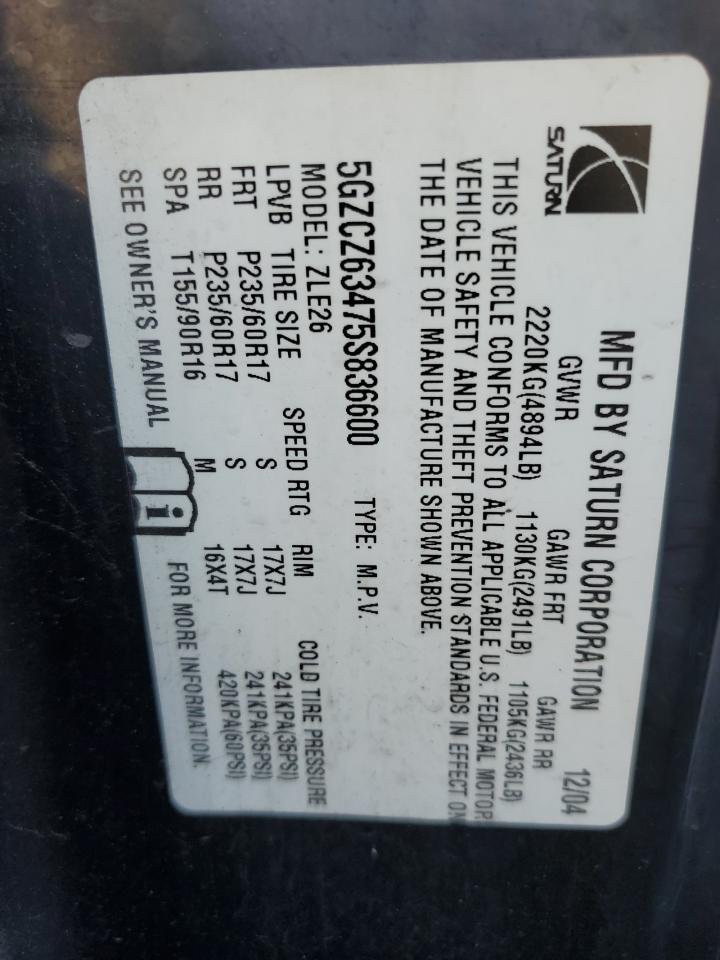 SATURN
MFD BY SATURN CORPORATION 12/04
GVWR GAWR FRT GAWR RR
2220KG(4894LB) 1130KG(2491LB) 1105KG(2436LB)
THIS VEHICLE CONFORMS TO ALL APPLICABLE U.S. FEDERAL MOTOR
VEHICLE SAFETY AND THEFT PREVENTION STANDARDS IN EFFECT ON
THE DATE OF MANUFACTURE SHOWN ABOVE.
5GZCZ63475S836600 TYPE: M.P.V.
MODEL: ZLE26
LPVB TIRE SIZE SPEED RTG RIM COLD TIRE PRESSURE
FRT P235/60R17 S 17X7J 241KPA(35PSI)
RR P235/60R17 S 17X7J 241KPA(35PSI)
SPA T155/90R16 M 16X4T 420KPA(60PSI)
SEE OWNER'S MANUAL i FOR MORE INFORMATION.